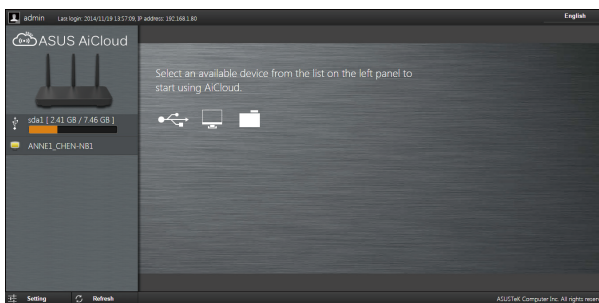 admin Last login: 2014/11/19 13:57:09, IP address: 192.168.1.80
English
ASUS AiCloud
Select an available device from the list on the left panel to
start using AiCloud.
sda1 [ 2.41 GB / 7.46 GB ]
ANNE1_CHEN-NB1
Setting Refresh
ASUSTeK Computer Inc. All rights reser